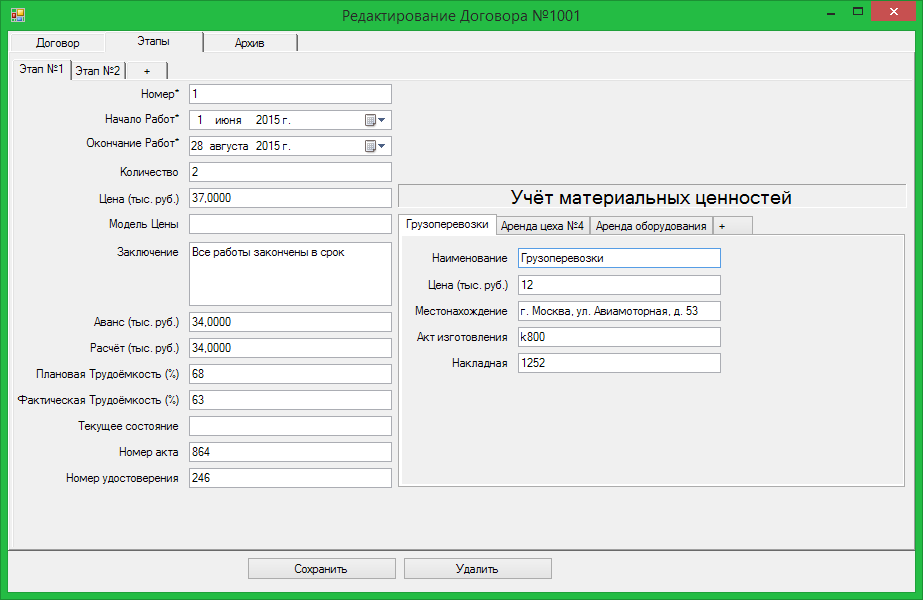 Редактирование Договора №1001
Договор Этапы Архив
Этап №1 Этап №2 +
Номер* 1
Начало Работ* 1 июня 2015 г.
Окончание Работ* 28 августа 2015 г.
Количество 2
Цена (тыс. руб.) 37,0000
Модель Цены
Заключение Все работы закончены в срок
Аванс (тыс. руб.) 34,0000
Расчёт (тыс. руб.) 34,0000
Плановая Трудоёмкость (%) 68
Фактическая Трудоёмкость (%) 63
Текущее состояние
Номер акта 864
Номер удостоверения 246
Учёт материальных ценностей
Грузоперевозки Аренда цеха №4 Аренда оборудования +
Наименование Грузоперевозки
Цена (тыс. руб.) 12
Местонахождение г. Москва, ул. Авиамоторная, д. 53
Акт изготовления k800
Накладная 1252
Сохранить Удалить